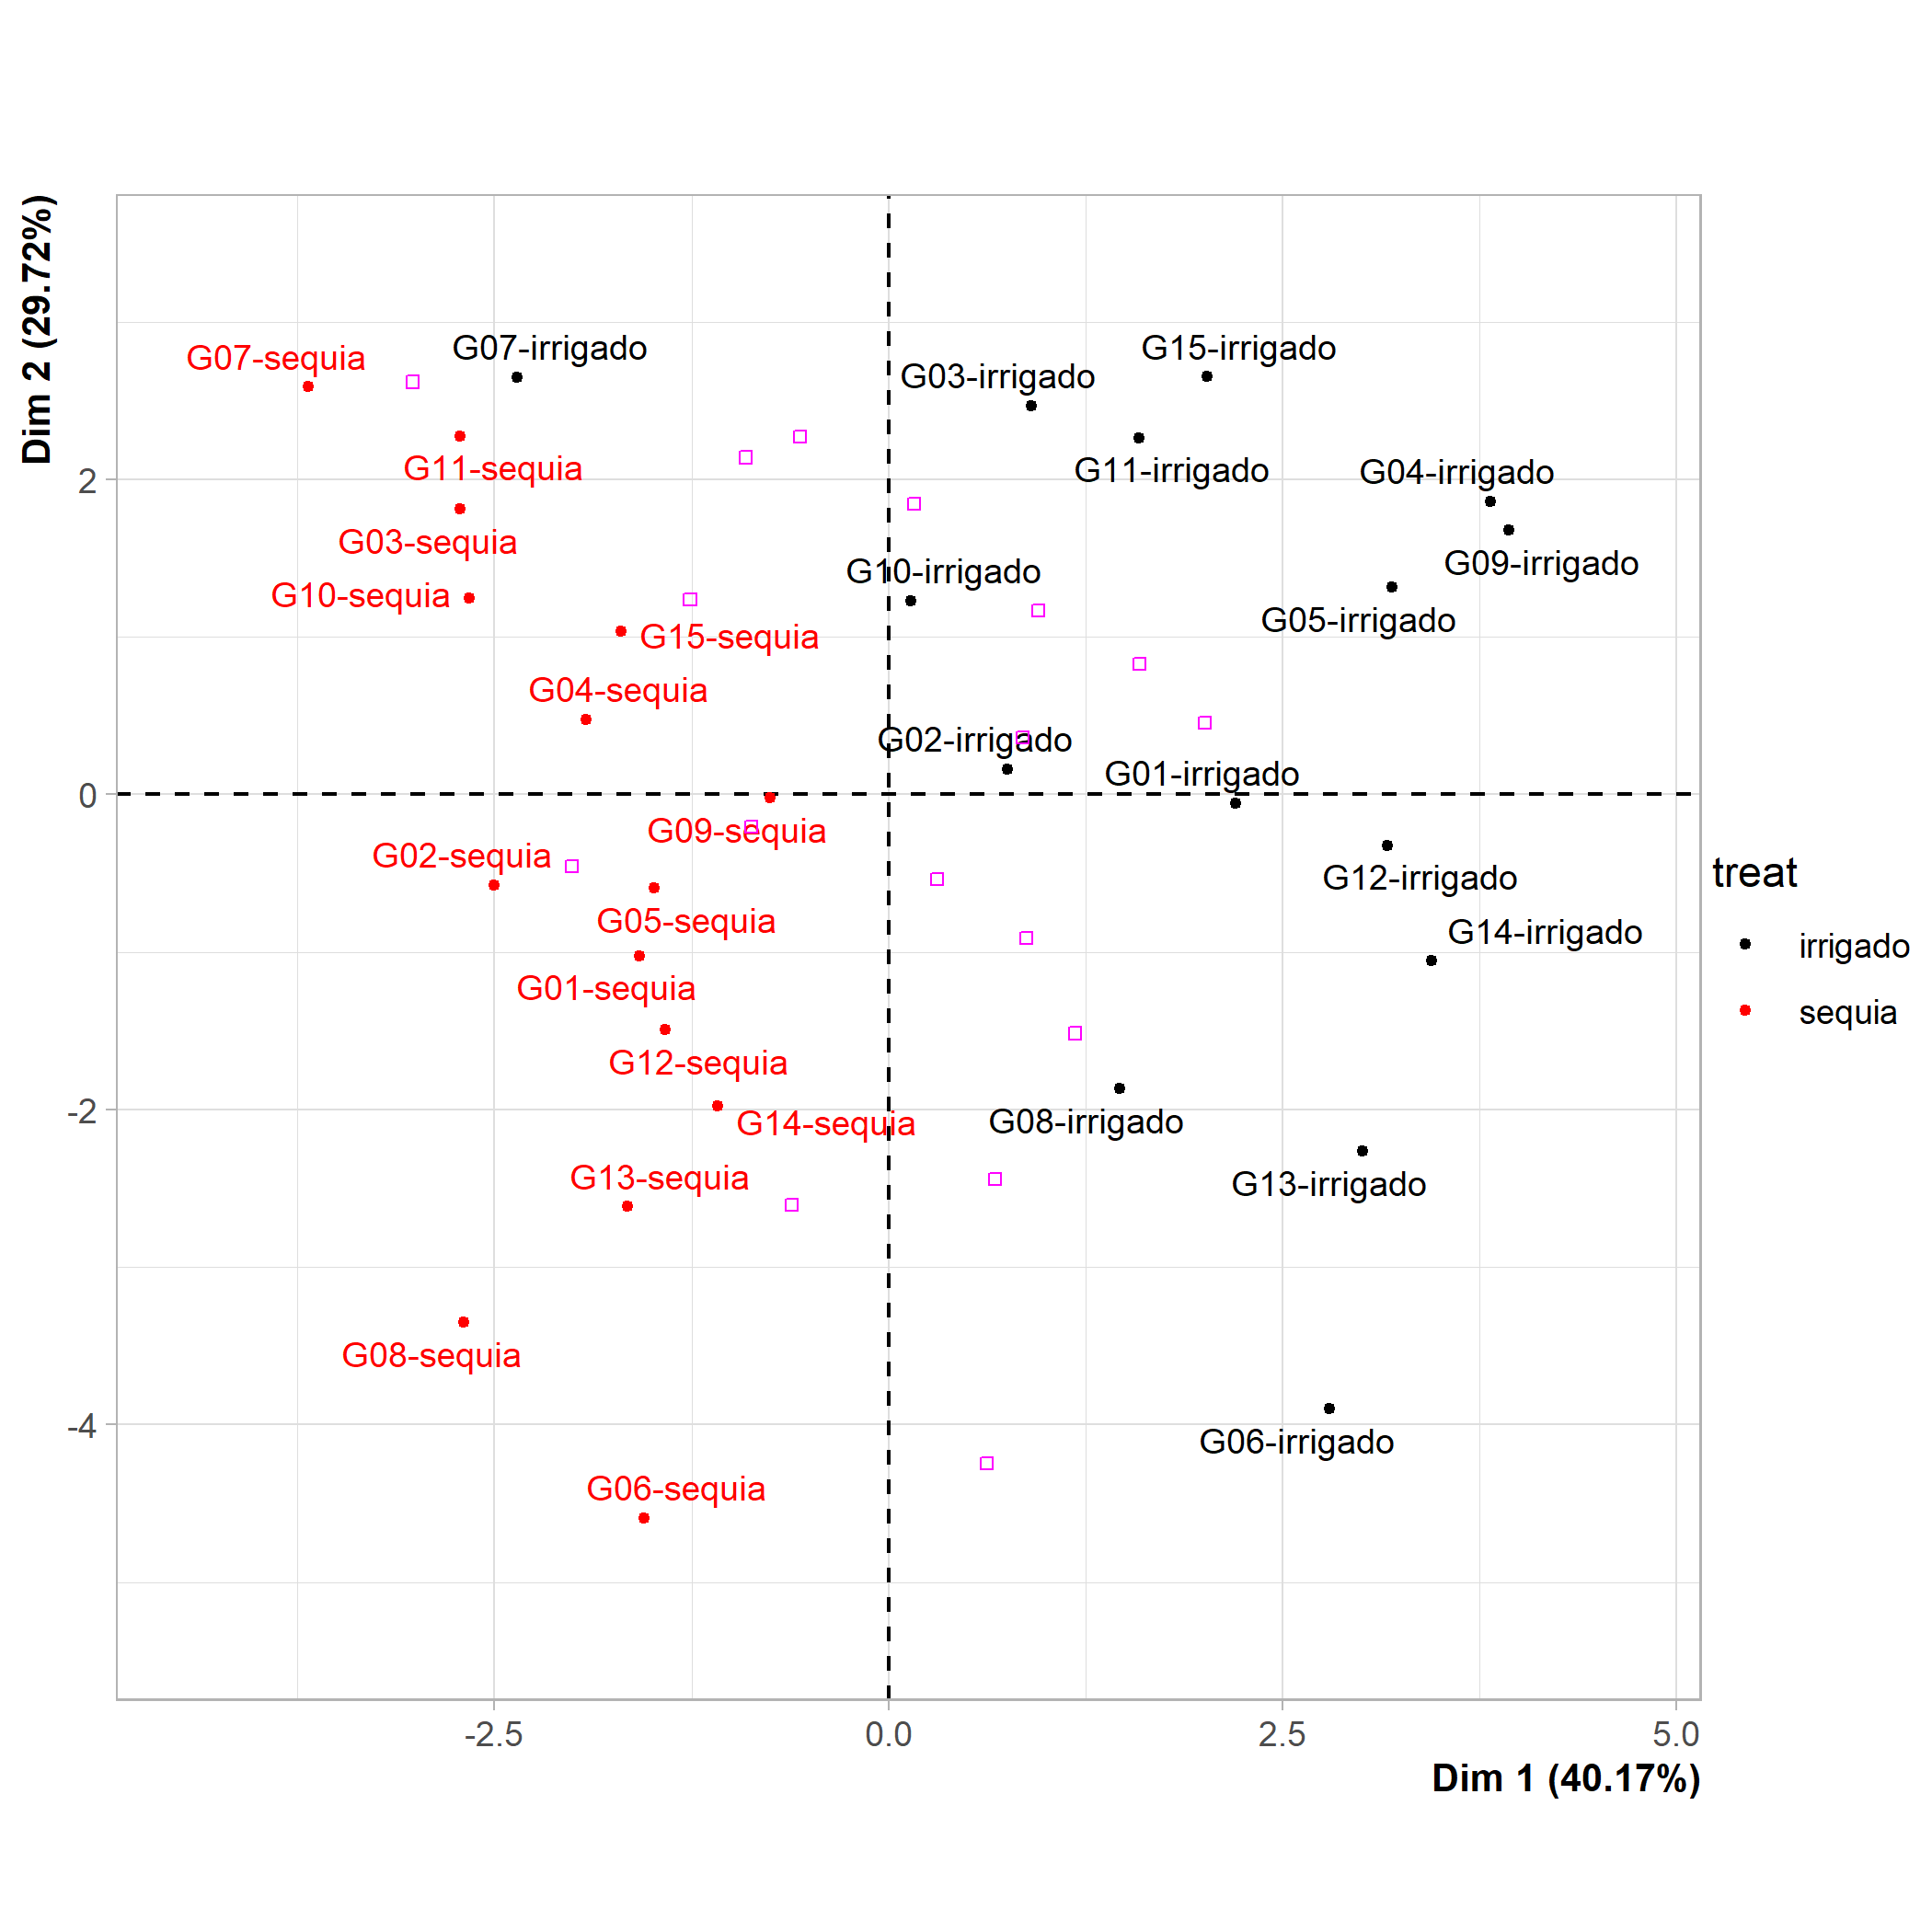 Dim 2 (29.72%)
G07-sequia
G07-irrigado
G15-irrigado
G03-irrigado
G11-sequia
G11-irrigado
G04-irrigado
2
G03-sequia
G09-irrigado
G10-sequia
G10-irrigado
G05-irrigado
G15-sequia
G04-sequia
G02-irrigado
G01-irrigado
0
G09-sequia
G02-sequia
G12-irrigado
treat
G05-sequia
G14-irrigado
irrigado
G01-sequia
sequia
G12-sequia
-2
G14-sequia
G08-irrigado
G13-sequia
G13-irrigado
G08-sequia
-4
G06-irrigado
G06-sequia
-2.5
0.0
2.5
5.0
Dim 1 (40.17%)